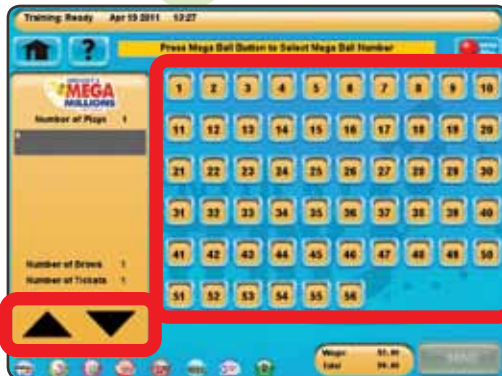 Training: Ready Apr 19 2011 12:27
?
Press Mega Ball Button to Select Mega Ball Number
MEGA
MILLIONS
Number of Plays 1
1 2 3 4 5 6 7 8 9 10
11 12 13 14 15 16 17 18 19 20
21 22 23 24 25 26 27 28 29 30
31 32 33 34 35 36 37 38 39 40
41 42 43 44 45 46 47 48 49 50
51 52 53 54 55 56
Number of Draws 1
Number of Tickets 1
Wager
Total